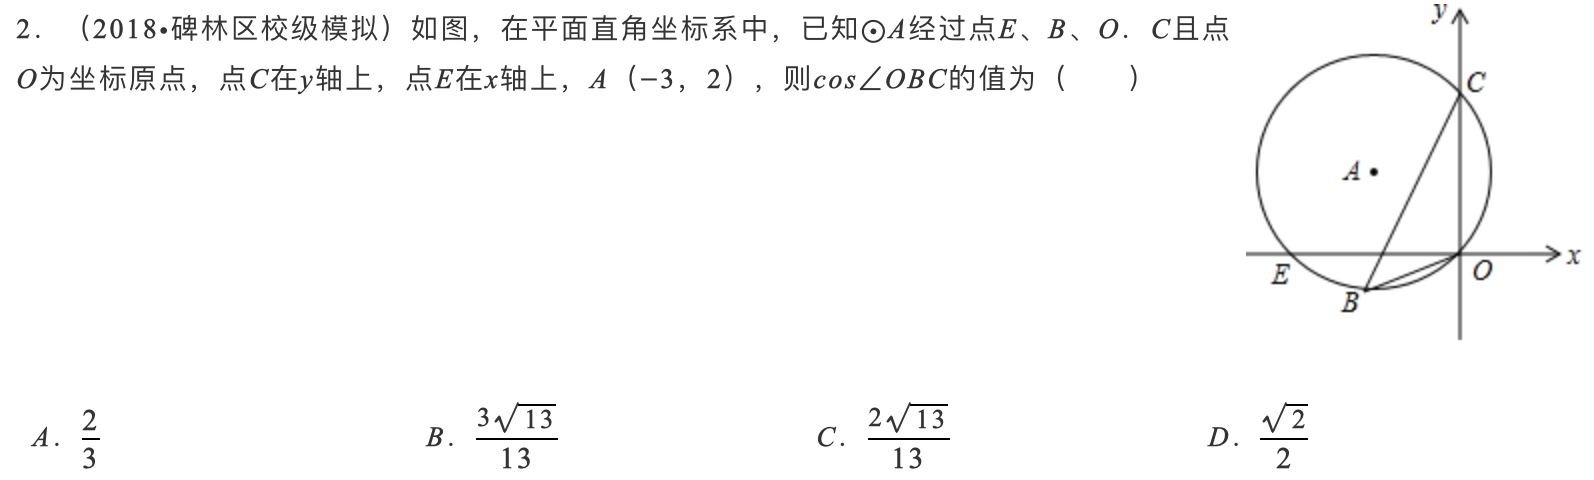 2. （2018•碑林区校级模拟）如图，在平面直角坐标系中，已知⊙A经过点E、B、O．C且点
O为坐标原点，点C在y轴上，点E在x轴上，A（−3，2），则cos∠OBC的值为（　　）
y
C
A
x
E
O
B
A. 2/3
B. 3√13/13
C. 2√13/13
D. √2/2